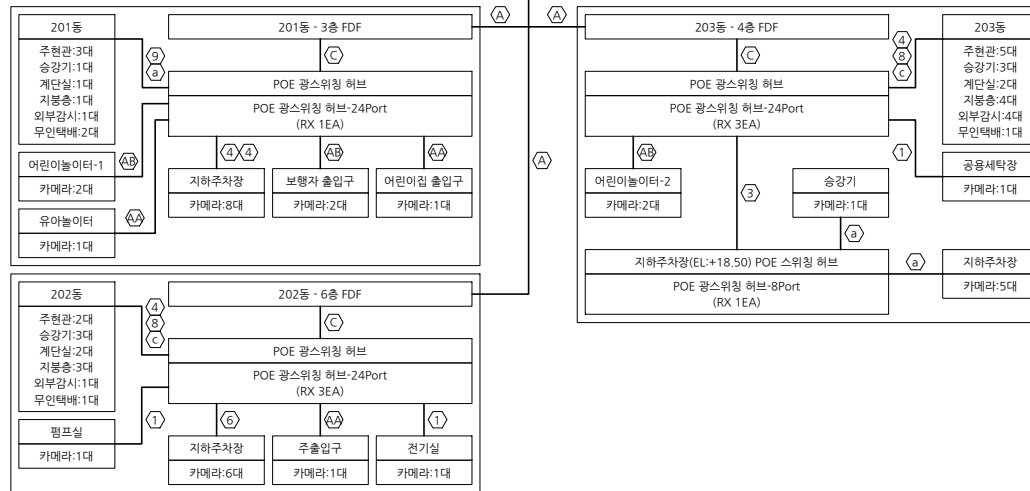 201동
주현관:3대
승강기:1대
계단실:1대
지붕층:1대
외부감시:1대
무인택배:2대
201동 - 3층 FDF
9
a
C
POE 광스위칭 허브
POE 광스위칭 허브-24Port
(RX 1EA)
어린이놀이터-1
카메라:2대
AB
유아놀이터
카메라:1대
AA
4 4
AB
AA
지하주차장
카메라:8대
보행자 출입구
카메라:2대
어린이집 출입구
카메라:1대
A
A
A
202동
주현관:2대
승강기:3대
계단실:2대
지붕층:3대
외부감시:1대
무인택배:1대
202동 - 6층 FDF
4
8
c
C
POE 광스위칭 허브
POE 광스위칭 허브-24Port
(RX 3EA)
펌프실
카메라:1대
1
6
AA
1
지하주차장
카메라:6대
주출입구
카메라:1대
전기실
카메라:1대
203동 - 4층 FDF
C
4
8
c
203동
주현관:5대
승강기:3대
계단실:2대
지붕층:4대
외부감시:4대
무인택배:1대
POE 광스위칭 허브
POE 광스위칭 허브-24Port
(RX 3EA)
1
공용세탁장
카메라:1대
AB
어린이놀이터-2
카메라:2대
3
승강기
카메라:1대
a
지하주차장(EL:+18.50) POE 스위칭 허브
POE 광스위칭 허브-8Port
(RX 1EA)
a
지하주차장
카메라:5대